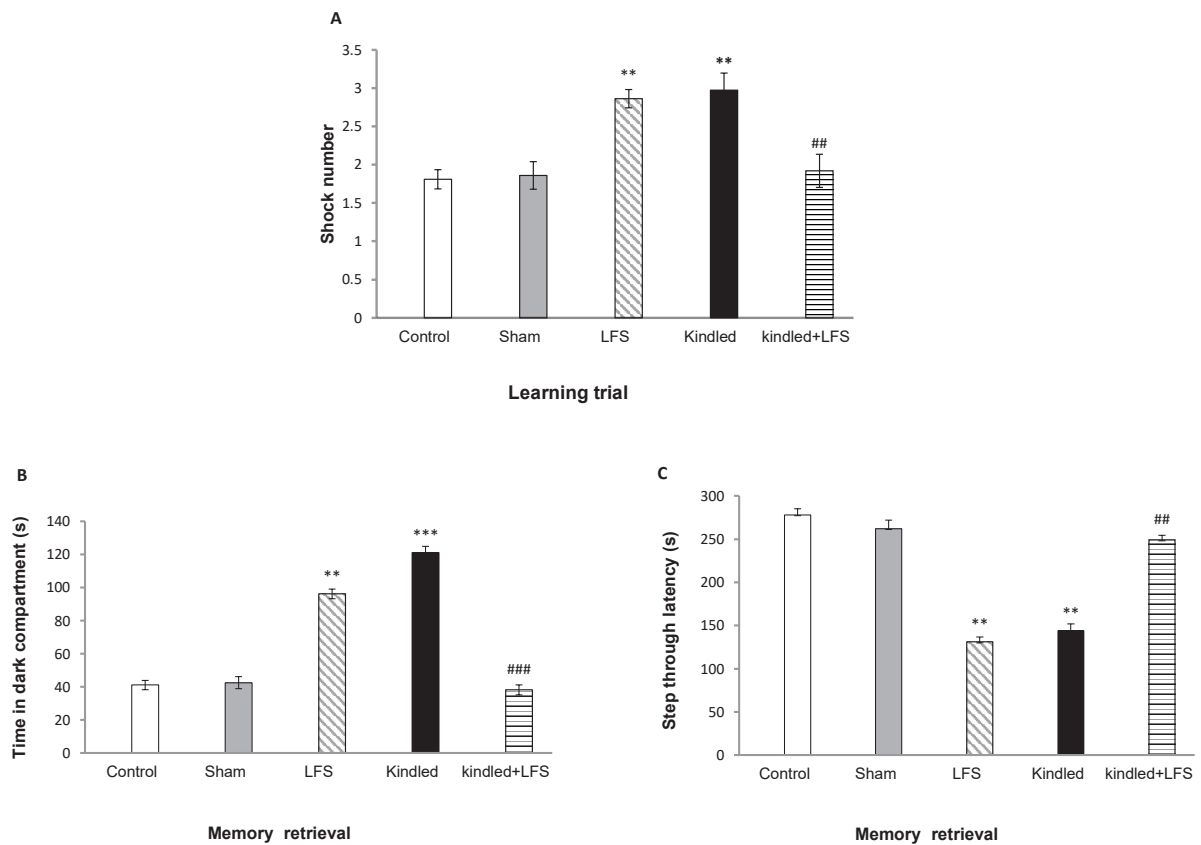 A
Shock number
3.5
3
2.5
2
1.5
1
0.5
0
**
**
##
Control Sham LFS Kindled kindled+LFS
Learning trial
B
Time in dark compartment (s)
140
120
100
80
60
40
20
0
**
***
###
Control Sham LFS Kindled kindled+LFS
Memory retrieval
C
Step through latency (s)
300
250
200
150
100
50
0
**
**
##
Control Sham LFS Kindled kindled+LFS
Memory retrieval